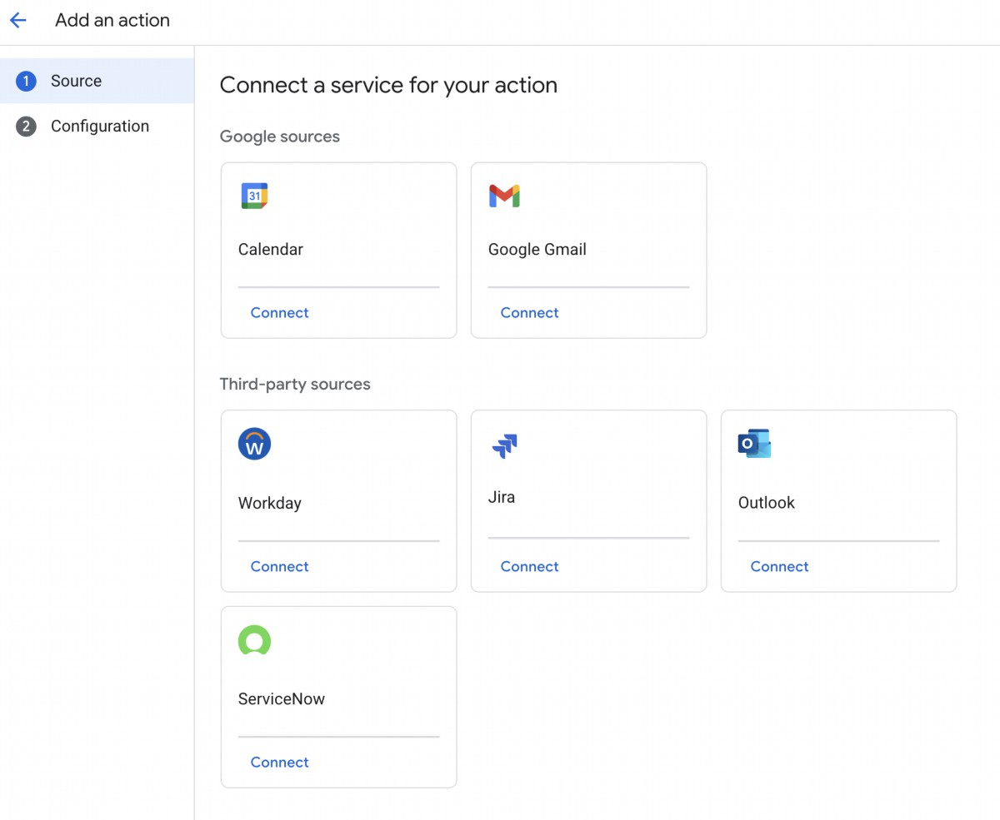 Add an action
1 Source
2 Configuration
Connect a service for your action
Google sources
31
Calendar
Connect
Google Gmail
Connect
Third-party sources
W
Workday
Connect
Jira
Connect
O
Outlook
Connect
ServiceNow
Connect